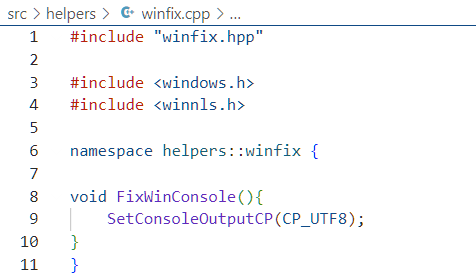 src > helpers > winfix.cpp > ...
1 #include "winfix.hpp"
2
3 #include <windows.h>
4 #include <winnls.h>
5
6 namespace helpers::winfix {
7
8 void FixWinConsole(){
9     SetConsoleOutputCP(CP_UTF8);
10 }
11 }